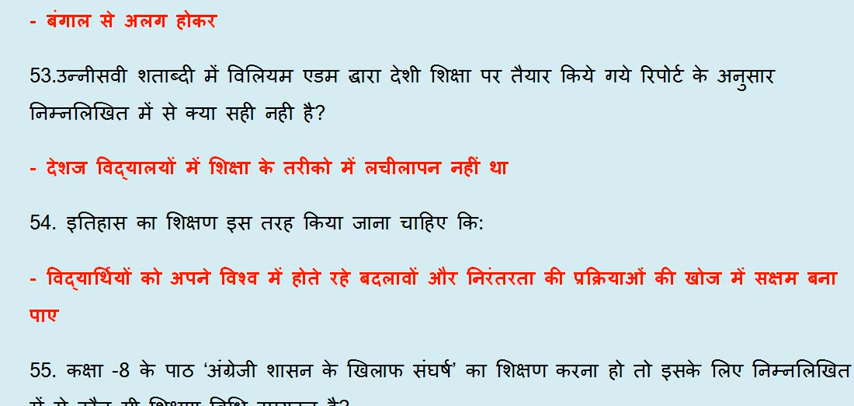 - बंगाल से अलग होकर
53.उन्नीसवी शताब्दी में विलियम एडम द्वारा देशी शिक्षा पर तैयार किये गये रिपोर्ट के अनुसार
निम्नलिखित में से क्या सही नही है?
- देशज विद्यालयों में शिक्षा के तरीको में लचीलापन नहीं था
54. इतिहास का शिक्षण इस तरह किया जाना चाहिए कि:
- विद्यार्थियों को अपने विश्व में होते रहे बदलावों और निरंतरता की प्रक्रियाओं की खोज में सक्षम बना
पाए
55. कक्षा -8 के पाठ ‘अंग्रेजी शासन के खिलाफ संघर्ष’ का शिक्षण करना हो तो इसके लिए निम्नलिखित